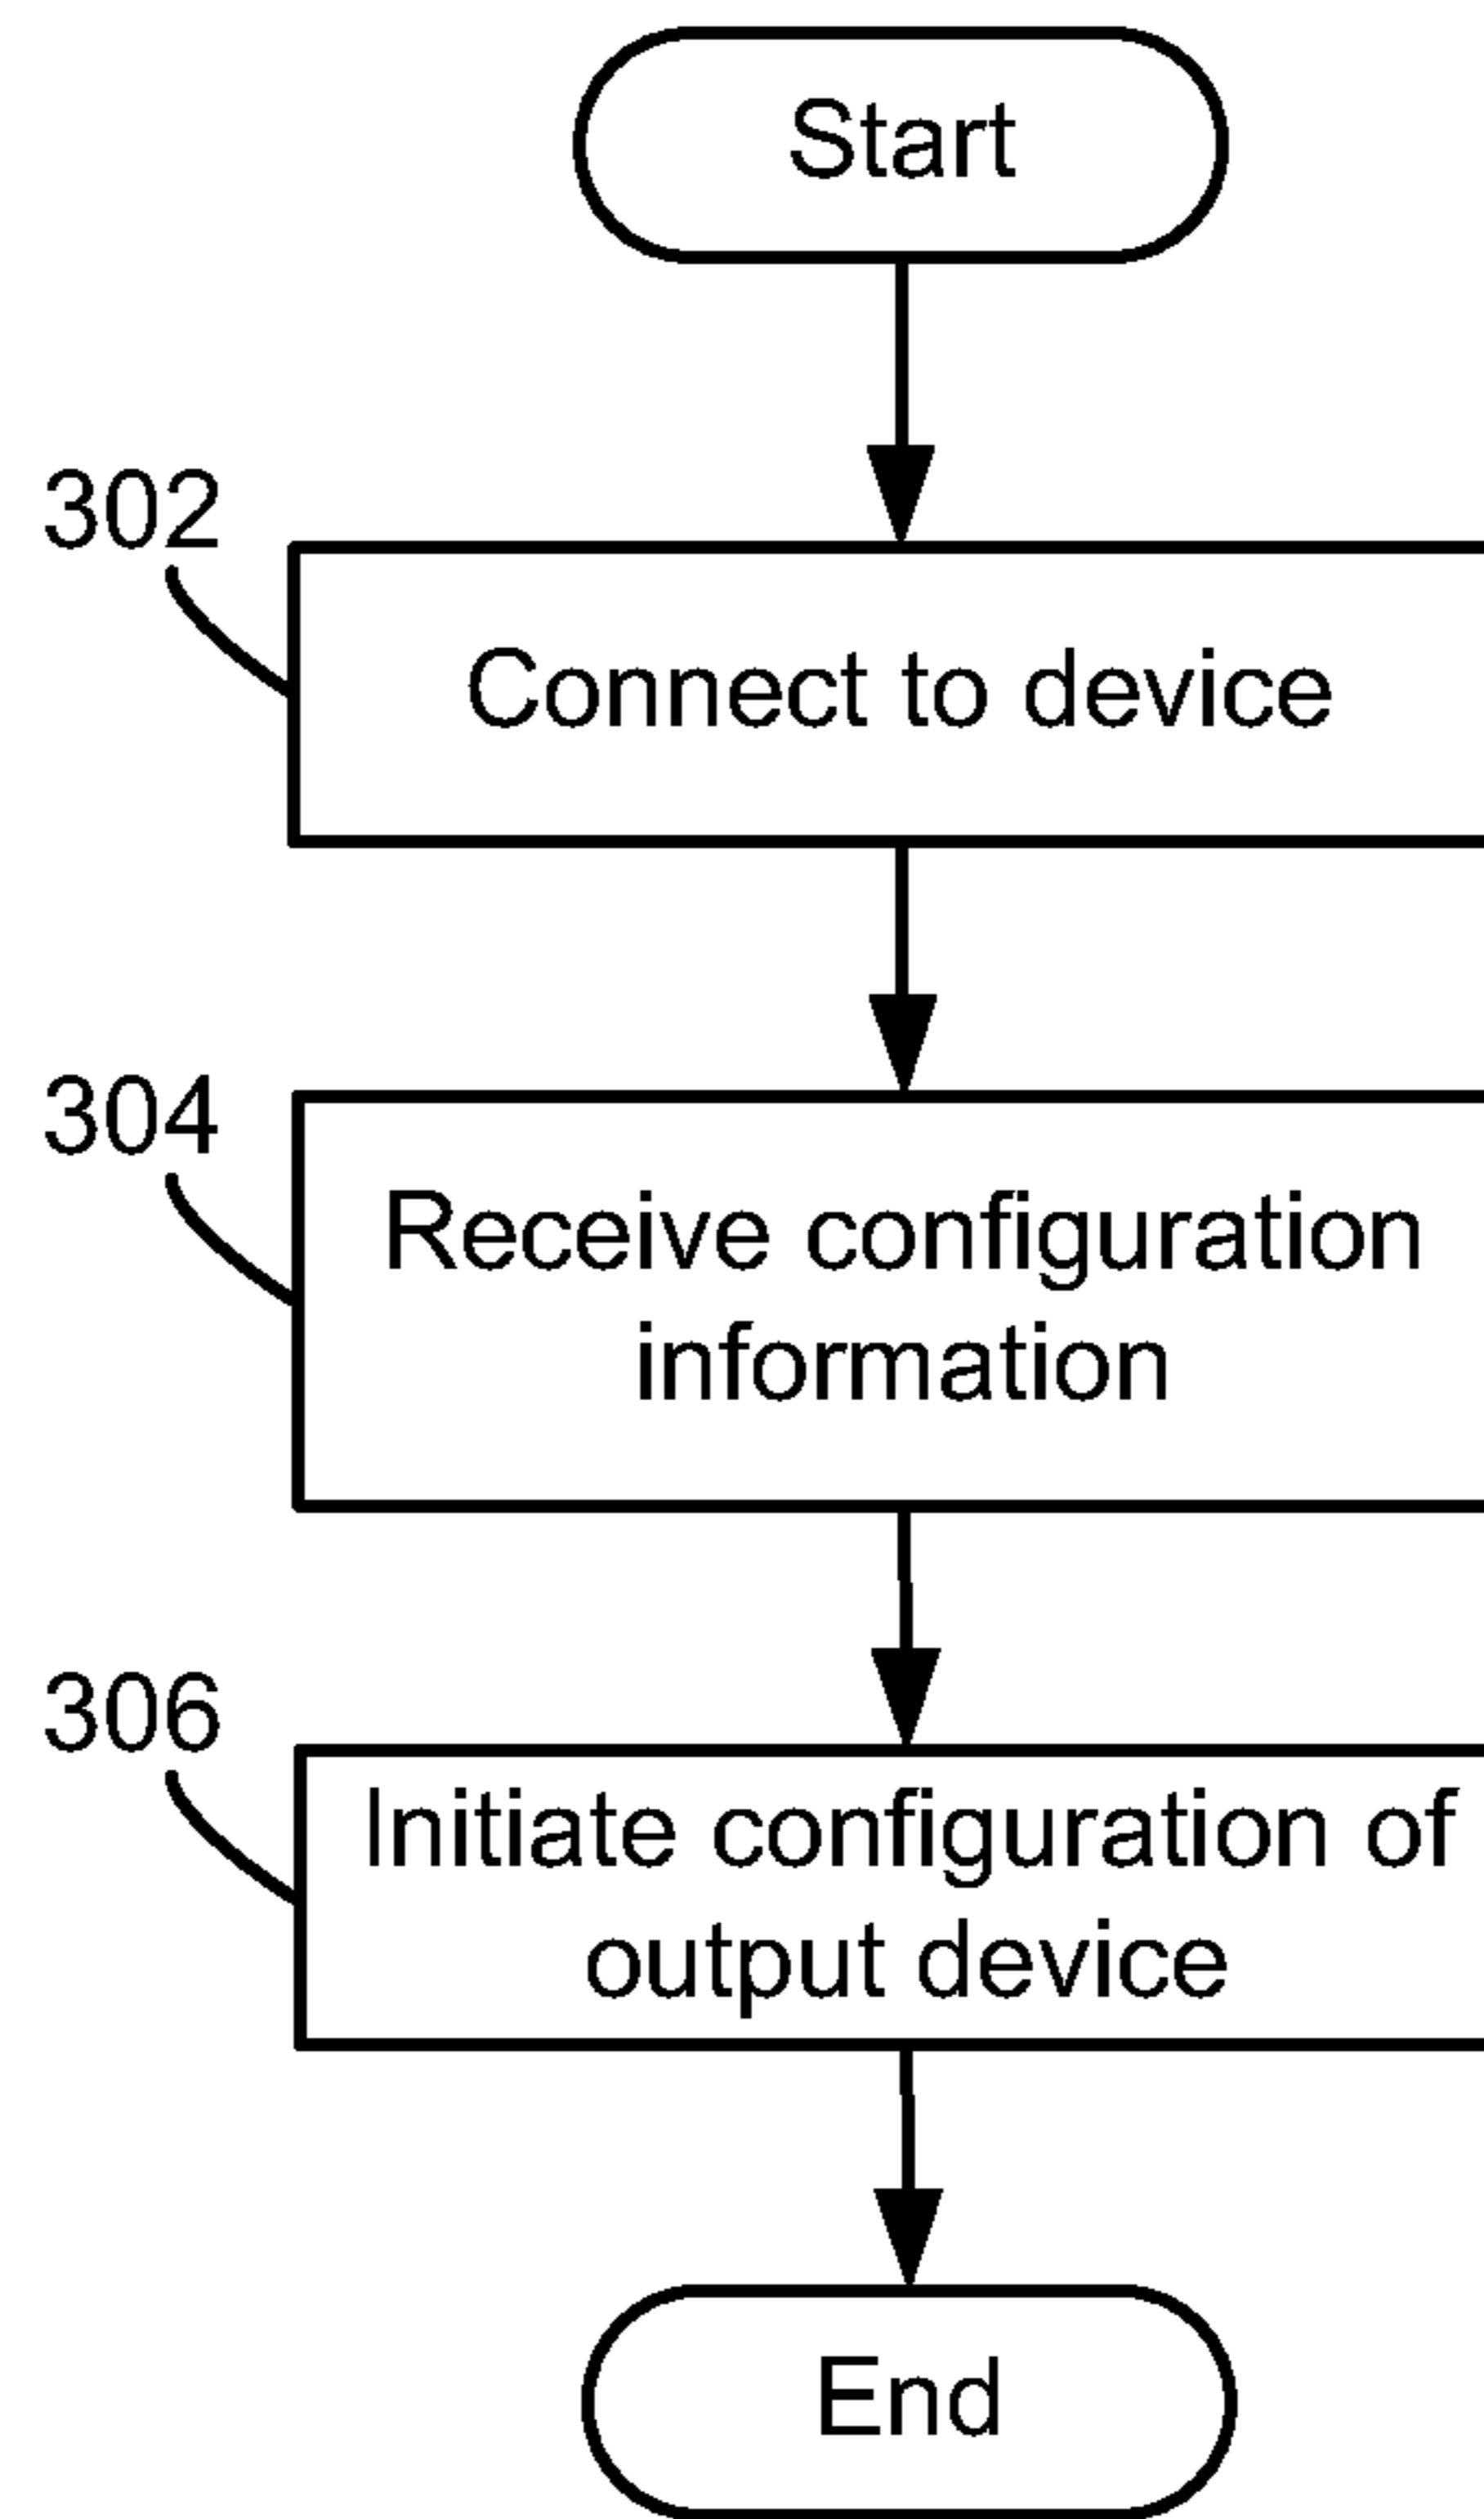 Start
302
Connect to device
304
Receive configuration
information
306
Initiate configuration of
output device
End